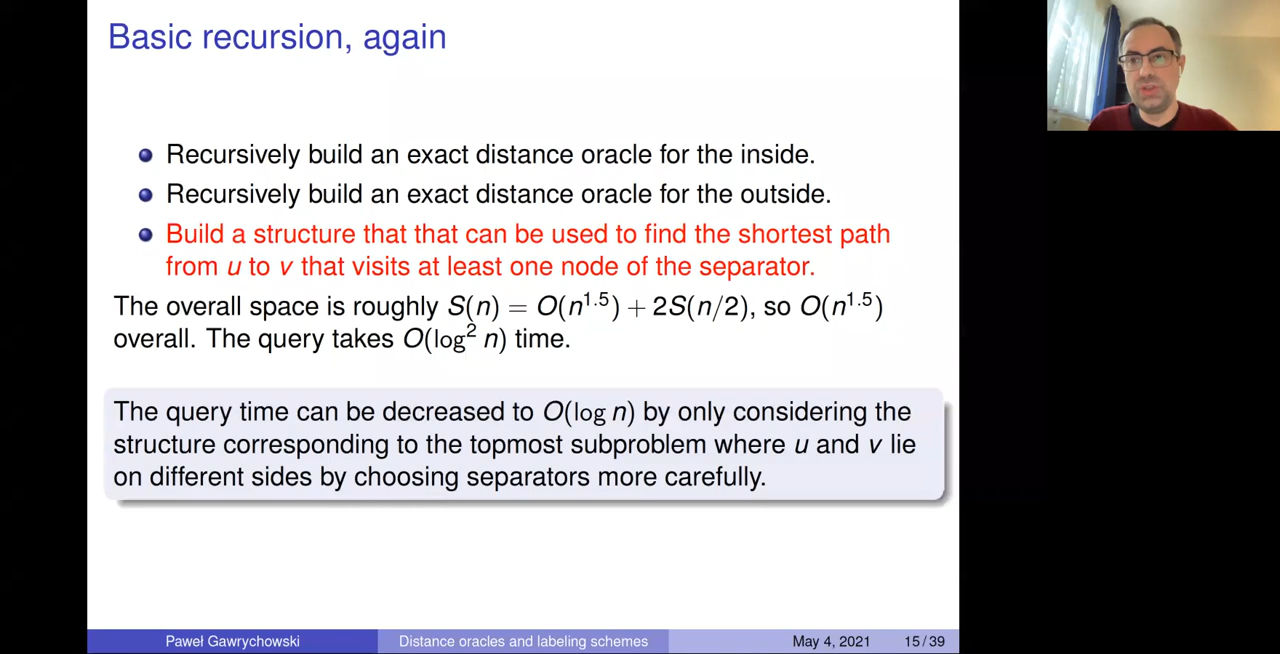 Basic recursion, again
Recursively build an exact distance oracle for the inside.
Recursively build an exact distance oracle for the outside.
Build a structure that that can be used to find the shortest path
from u to v that visits at least one node of the separator.
The overall space is roughly S(n) = O(n^1.5) + 2S(n/2), so O(n^1.5)
overall. The query takes O(log^2 n) time.
The query time can be decreased to O(log n) by only considering the
structure corresponding to the topmost subproblem where u and v lie
on different sides by choosing separators more carefully.
Paweł Gawrychowski Distance oracles and labeling schemes May 4, 2021 15 / 39